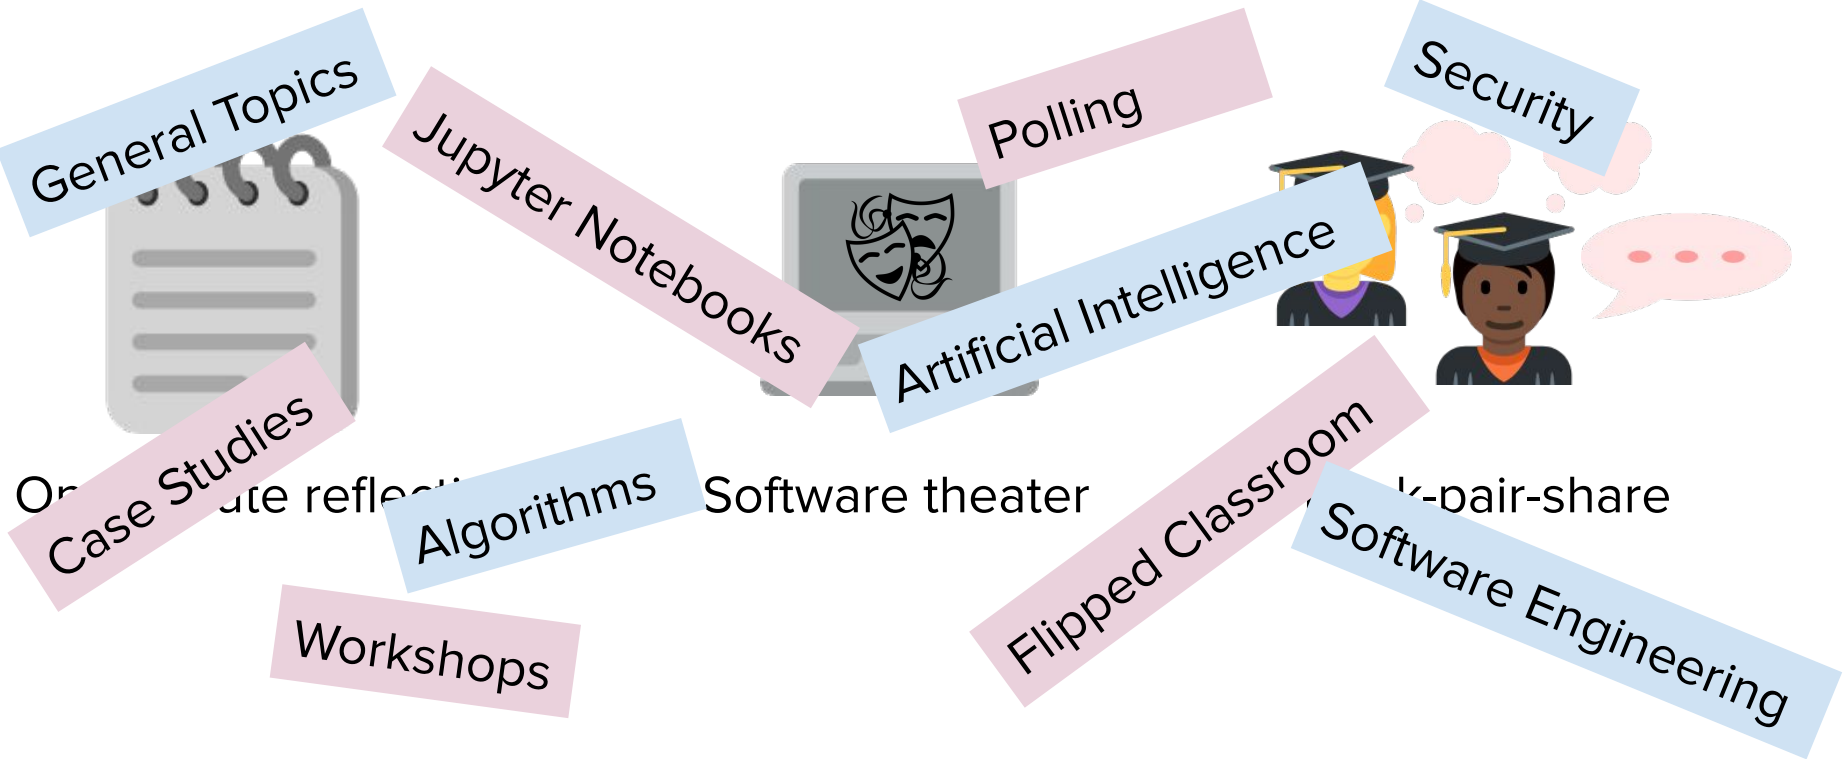 General Topics
Jupyter Notebooks
Polling
Security
Artificial Intelligence
Case Studies
Algorithms
Software theater
Flipped Classroom
-pair-share
Software Engineering
Workshops